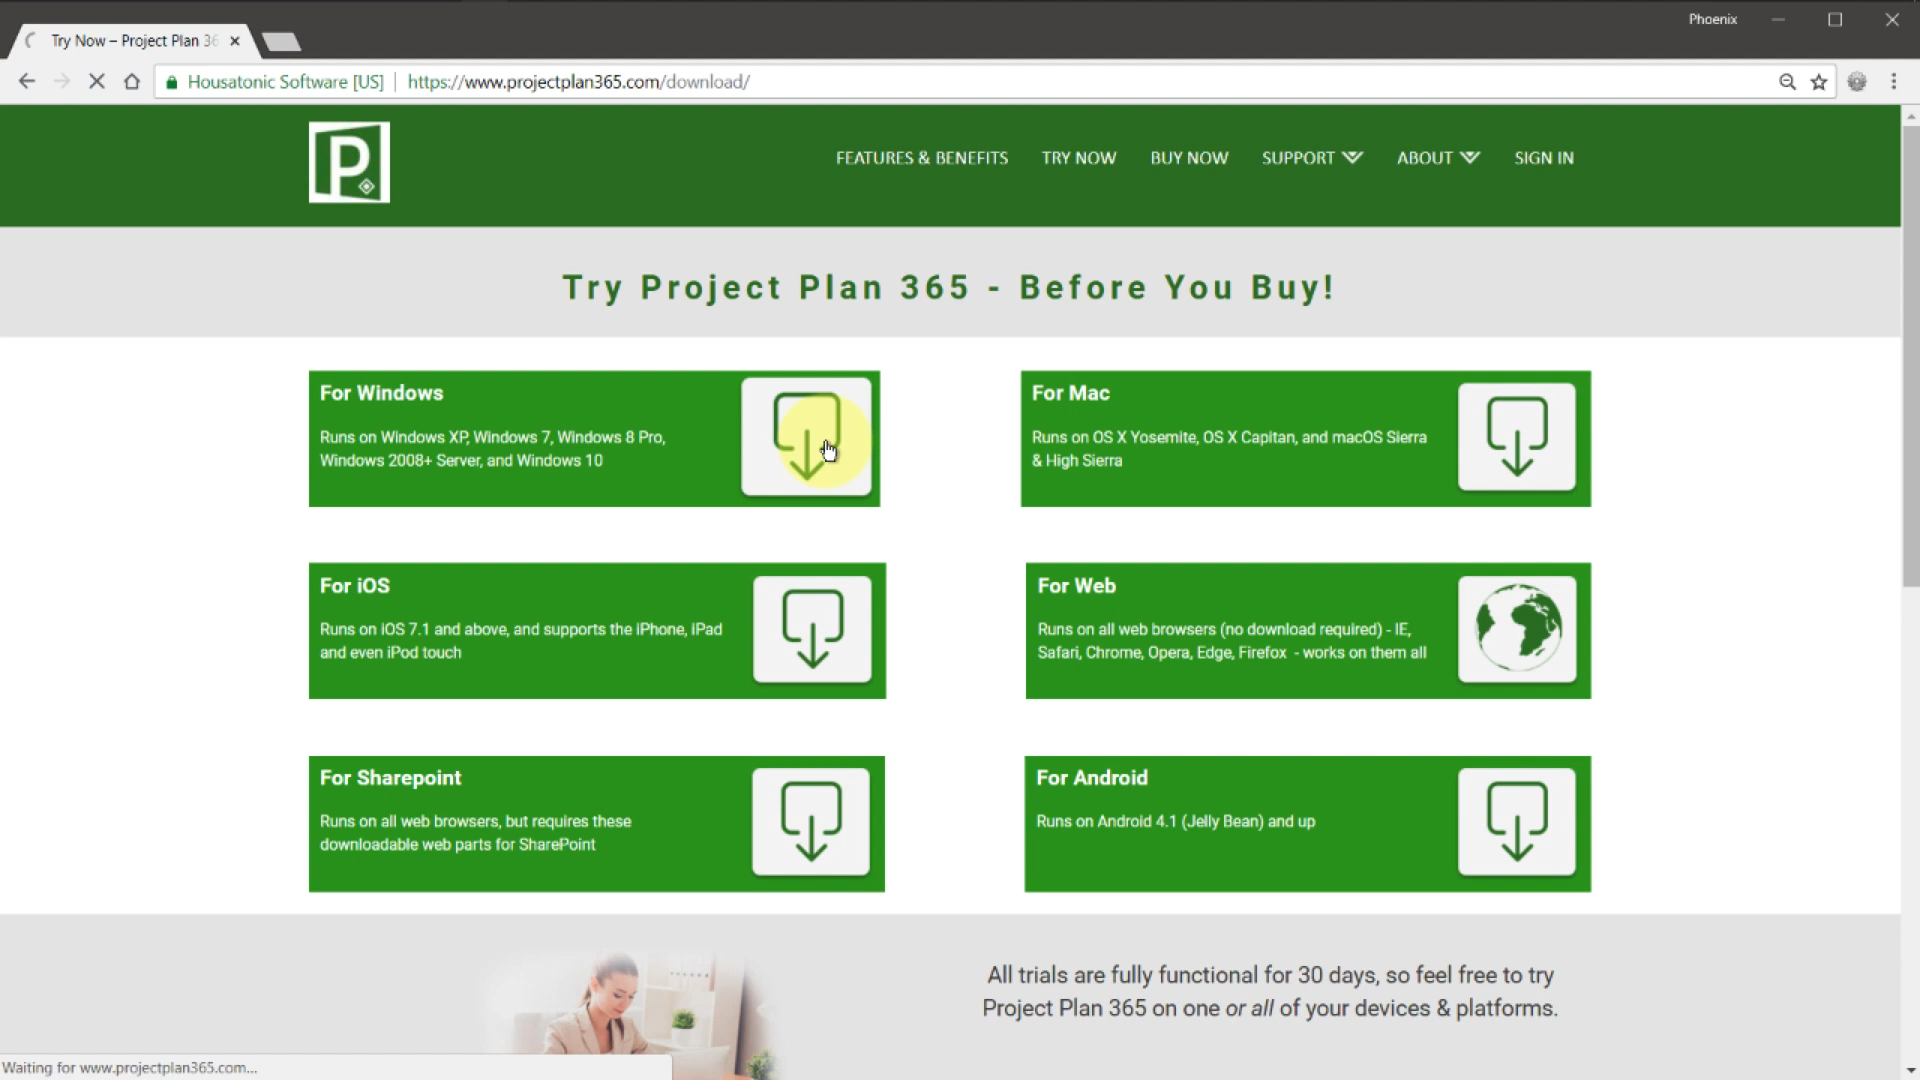 Phoenix
Try Now – Project Plan 36
Housatonic Software [US]
https://www.projectplan365.com/download/
P
FEATURES & BENEFITS
TRY NOW
BUY NOW
SUPPORT
ABOUT
SIGN IN
Try Project Plan 365 - Before You Buy!
For Windows
Runs on Windows XP, Windows 7, Windows 8 Pro,
Windows 2008+ Server, and Windows 10
For Mac
Runs on OS X Yosemite, OS X Capitan, and macOS Sierra
& High Sierra
For iOS
Runs on iOS 7.1 and above, and supports the iPhone, iPad
and even iPod touch
For Web
Runs on all web browsers (no download required) - IE,
Safari, Chrome, Opera, Edge, Firefox - works on them all
For Sharepoint
Runs on all web browsers, but requires these
downloadable web parts for SharePoint
For Android
Runs on Android 4.1 (Jelly Bean) and up
All trials are fully functional for 30 days, so feel free to try
Project Plan 365 on one or all of your devices & platforms.
Waiting for www.projectplan365.com...